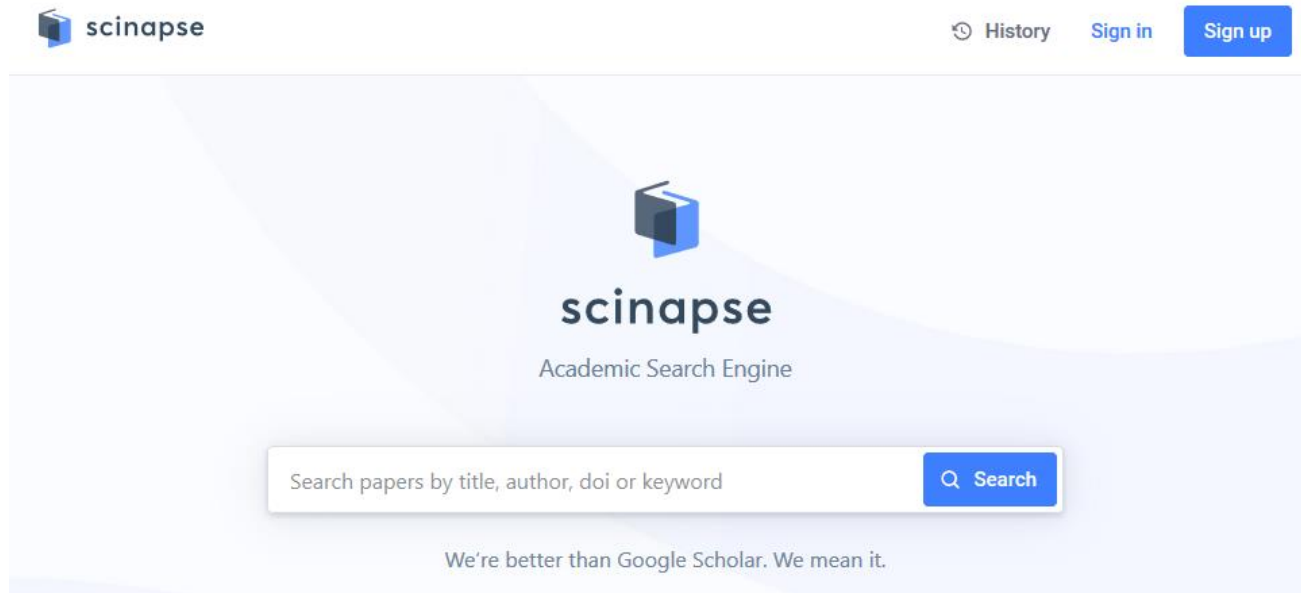 scinapse
History
Sign in
Sign up
scinapse
Academic Search Engine
Search papers by title, author, doi or keyword
Search
We're better than Google Scholar. We mean it.